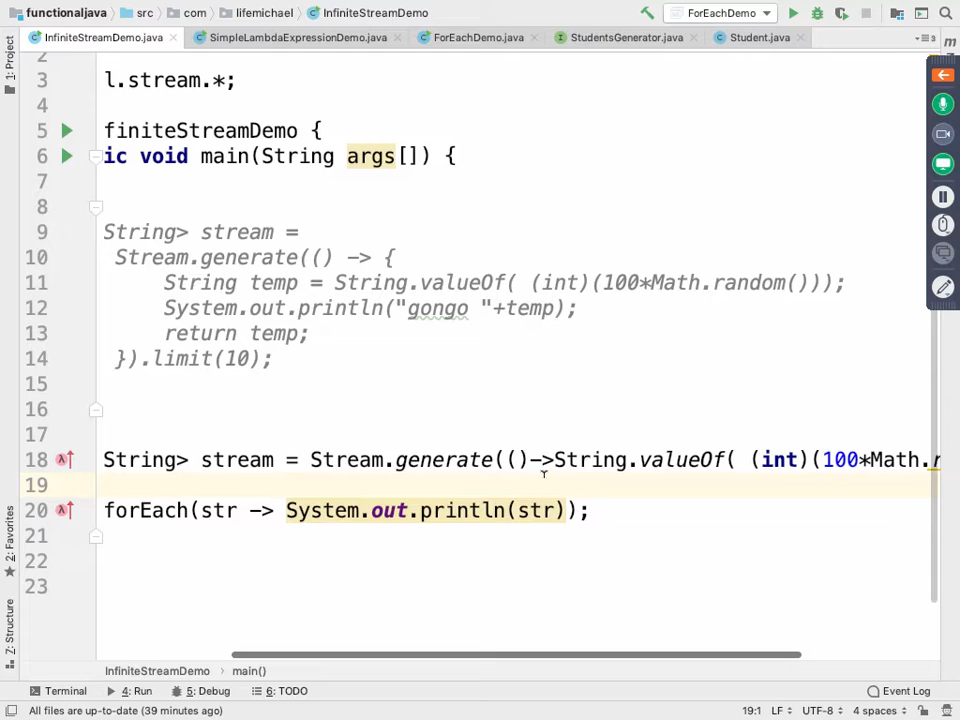 functionaljava src com lifemichael InfiniteStreamDemo ForEachDemo
InfiniteStreamDemo.java SimpleLambdaExpressionDemo.java ForEachDemo.java StudentsGenerator.java Student.java
1: Project
2
3 l.stream.*;
4
5 finiteStreamDemo {
6 ic void main(String args[]) {
7
8
9 String> stream =
10 Stream.generate(() -> {
11 String temp = String.valueOf( (int)(100*Math.random()));
12 System.out.println("gongo "+temp);
13 return temp;
14 }).limit(10);
15
16
17
18 String> stream = Stream.generate(()->String.valueOf( (int)(100*Math.r
19
20 forEach(str -> System.out.println(str));
21
22
23
2: Favorites
7: Structure
InfiniteStreamDemo main()
Terminal 4: Run 5: Debug 6: TODO Event Log
All files are up-to-date (39 minutes ago) 19:1 LF UTF-8 4 spaces